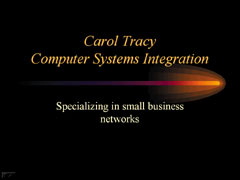 Carol Tracy
Computer Systems Integration
Specializing in small business
networks